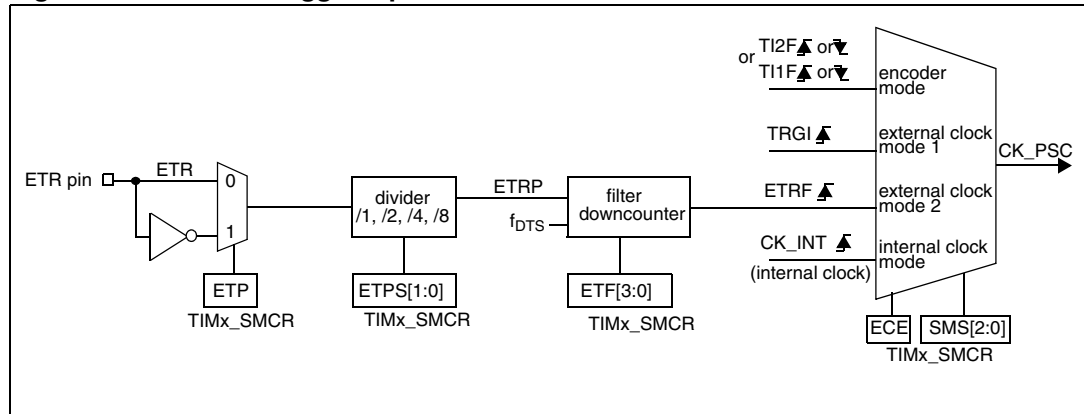 or TI2F or
TI1F or
encoder
mode
TRGI
external clock
mode 1
CK_PSC
ETR pin
ETR
0
1
divider
/1, /2, /4, /8
ETRP
fDTS
filter
downcounter
ETRF
external clock
mode 2
CK_INT
(internal clock)
internal clock
mode
ETP
TIMx_SMCR
ETPS[1:0]
TIMx_SMCR
ETF[3:0]
TIMx_SMCR
ECE
SMS[2:0]
TIMx_SMCR